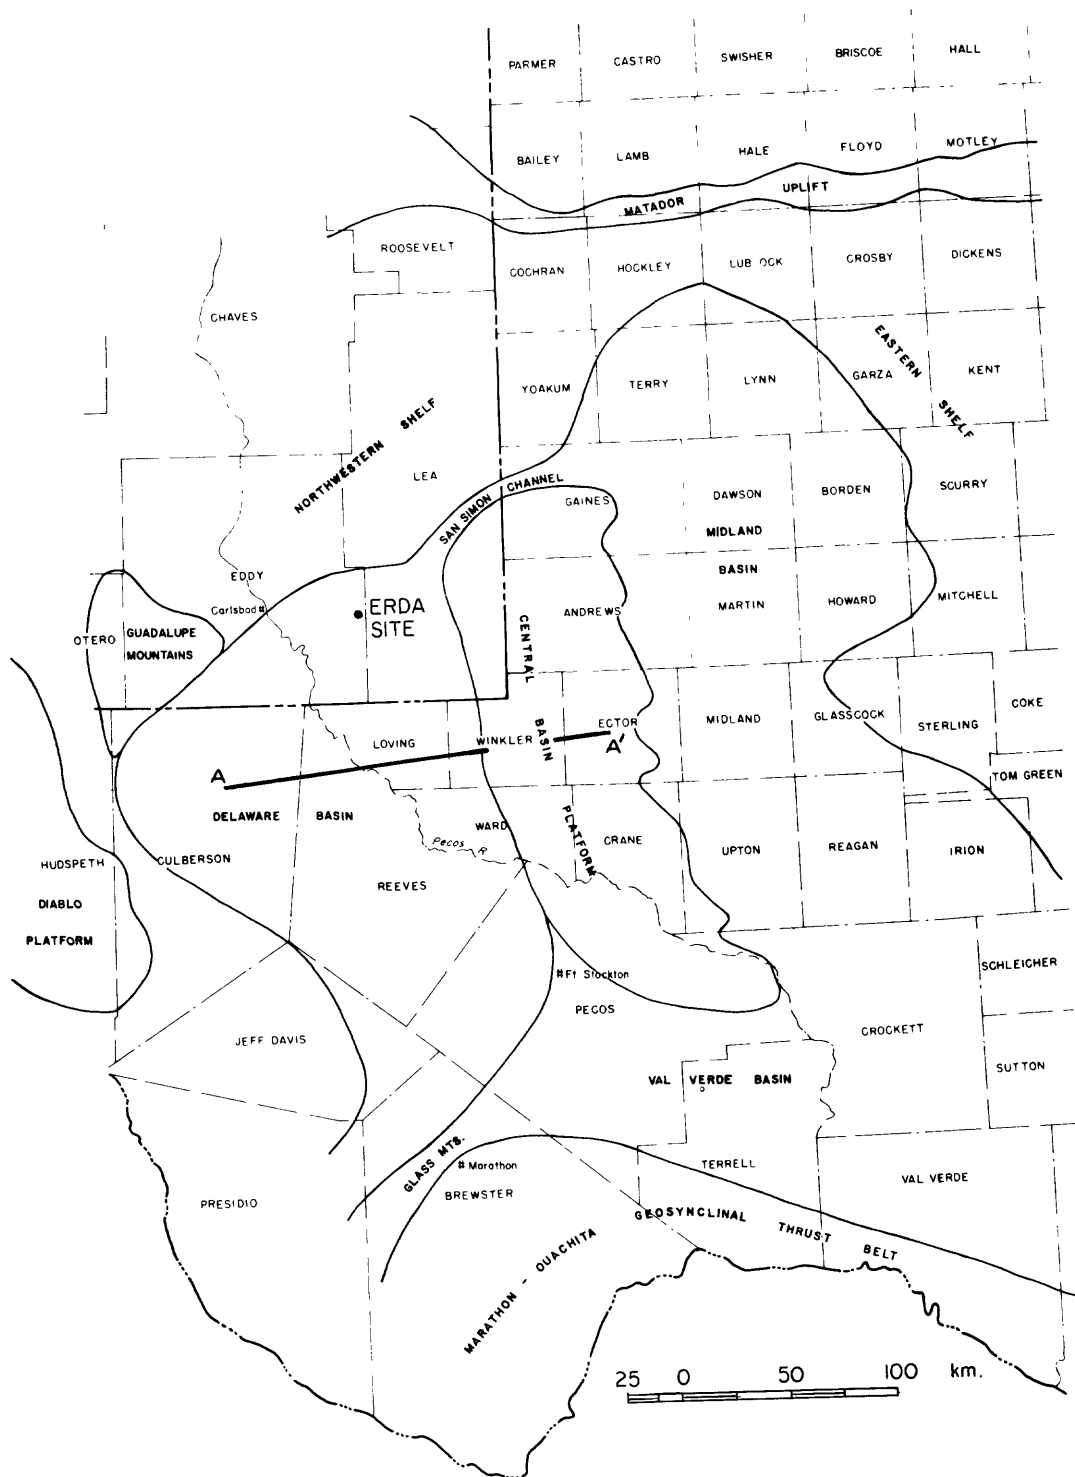 PARMER
CASTRO
SWISHER
BRISCOE
HALL
BAILEY
LAMB
HALE
FLOYD
MOTLEY
MATADOR UPLIFT
ROOSEVELT
COCHRAN
HOCKLEY
LUB OCK
CROSBY
DICKENS
CHAVES
EASTERN SHELF
YOAKUM
TERRY
LYNN
GARZA
KENT
NORTHWESTERN SHELF
LEA
SAN SIMON CHANNEL
GAINES
DAWSON
BORDEN
SCURRY
MIDLAND
BASIN
EDDY
Carlsbad
ERDA
SITE
ANDREWS
MARTIN
HOWARD
MITCHELL
OTERO
GUADALUPE
MOUNTAINS
CENTRAL BASIN PLATFORM
LOVING
WINKLER
ECTOR
MIDLAND
GLASSCOCK
STERLING
COKE
TOM GREEN
A
A'
DELAWARE BASIN
WARD
CRANE
UPTON
REAGAN
IRION
Pecos R
HUDSPETH
CULBERSON
REEVES
DIABLO
PLATFORM
Ft Stockton
PECOS
SCHLEICHER
CROCKETT
JEFF DAVIS
SUTTON
VAL VERDE BASIN
GLASS MTS.
Marathon
BREWSTER
TERRELL
VAL VERDE
PRESIDIO
MARATHON - OUACHITA GEOSYNCLINAL THRUST BELT
25 0 50 100 km.